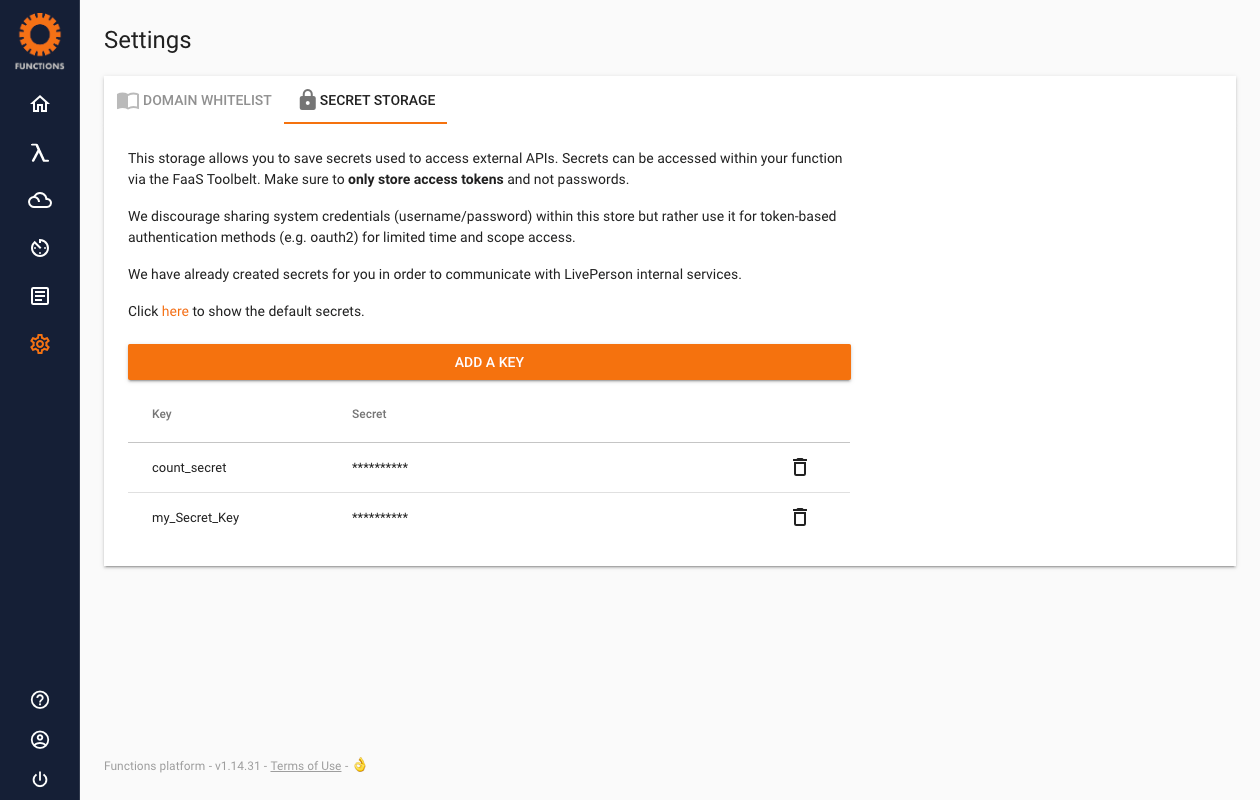 FUNCTIONS
Settings
DOMAIN WHITELIST
SECRET STORAGE
This storage allows you to save secrets used to access external APIs. Secrets can be accessed within your function
via the FaaS Toolbelt. Make sure to only store access tokens and not passwords.
We discourage sharing system credentials (username/password) within this store but rather use it for token-based
authentication methods (e.g. oauth2) for limited time and scope access.
We have already created secrets for you in order to communicate with LivePerson internal services.
Click here to show the default secrets.
ADD A KEY
Key Secret
count_secret **********
my_Secret_Key **********
Functions platform - v1.14.31 - Terms of Use - 👌